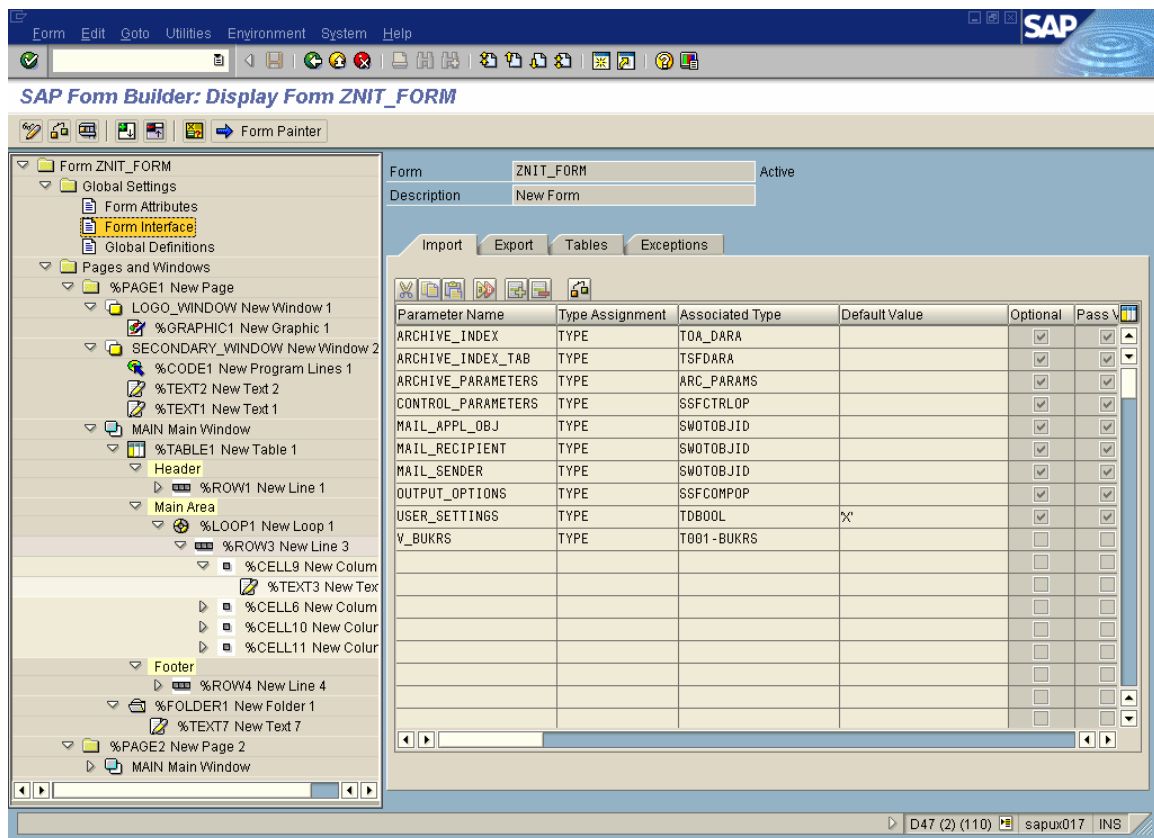 Form Edit Goto Utilities Environment System Help
SAP
SAP Form Builder: Display Form ZNIT_FORM
Form Painter
Form ZNIT_FORM
Global Settings
Form Attributes
Form Interface
Global Definitions
Pages and Windows
%PAGE1 New Page
LOGO_WINDOW New Window 1
%GRAPHIC1 New Graphic 1
SECONDARY_WINDOW New Window 2
%CODE1 New Program Lines 1
%TEXT2 New Text 2
%TEXT1 New Text 1
MAIN Main Window
%TABLE1 New Table 1
Header
%ROW1 New Line 1
Main Area
%LOOP1 New Loop 1
%ROW3 New Line 3
%CELL9 New Colum
%TEXT3 New Tex
%CELL6 New Colum
%CELL10 New Colur
%CELL11 New Colur
Footer
%ROW4 New Line 4
%FOLDER1 New Folder 1
%TEXT7 New Text 7
%PAGE2 New Page 2
MAIN Main Window
Form ZNIT_FORM Active
Description New Form
Import Export Tables Exceptions
Parameter Name Type Assignment Associated Type Default Value Optional Pass V
ARCHIVE_INDEX TYPE TOA_DARA
ARCHIVE_INDEX_TAB TYPE TSFDARA
ARCHIVE_PARAMETERS TYPE ARC_PARAMS
CONTROL_PARAMETERS TYPE SSFCTRLOP
MAIL_APPL_OBJ TYPE SWOTOBJID
MAIL_RECIPIENT TYPE SWOTOBJID
MAIL_SENDER TYPE SWOTOBJID
OUTPUT_OPTIONS TYPE SSFCOMPOP
USER_SETTINGS TYPE TDBOOL 'X'
V_BUKRS TYPE T001-BUKRS
D47 (2) (110) sapux017 INS